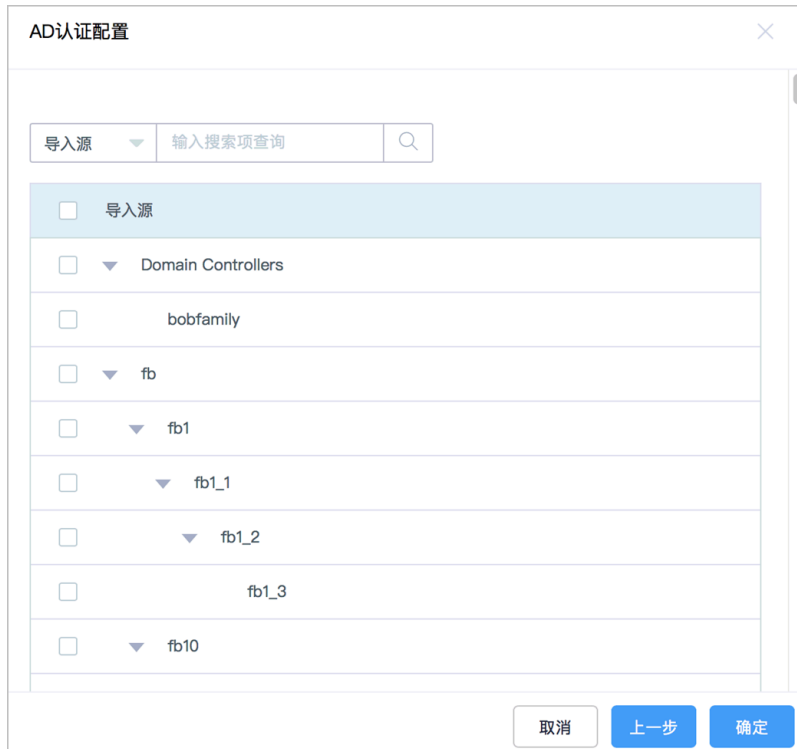 AD认证配置
导入源 输入搜索项查询
导入源
Domain Controllers
bobfamily
fb
fb1
fb1_1
fb1_2
fb1_3
fb10
取消 上一步 确定